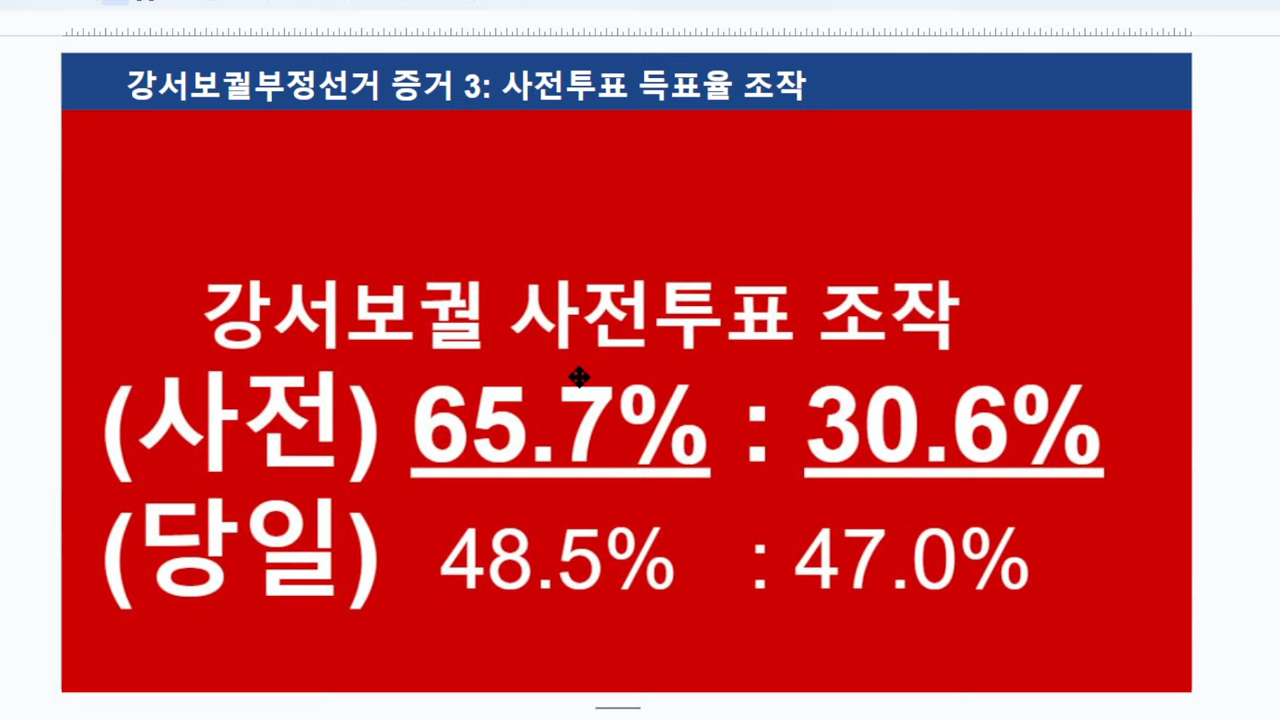 강서보궐부정선거 증거 3: 사전투표 득표율 조작
강서보궐 사전투표 조작
(사전) 65.7% : 30.6%
(당일) 48.5% : 47.0%